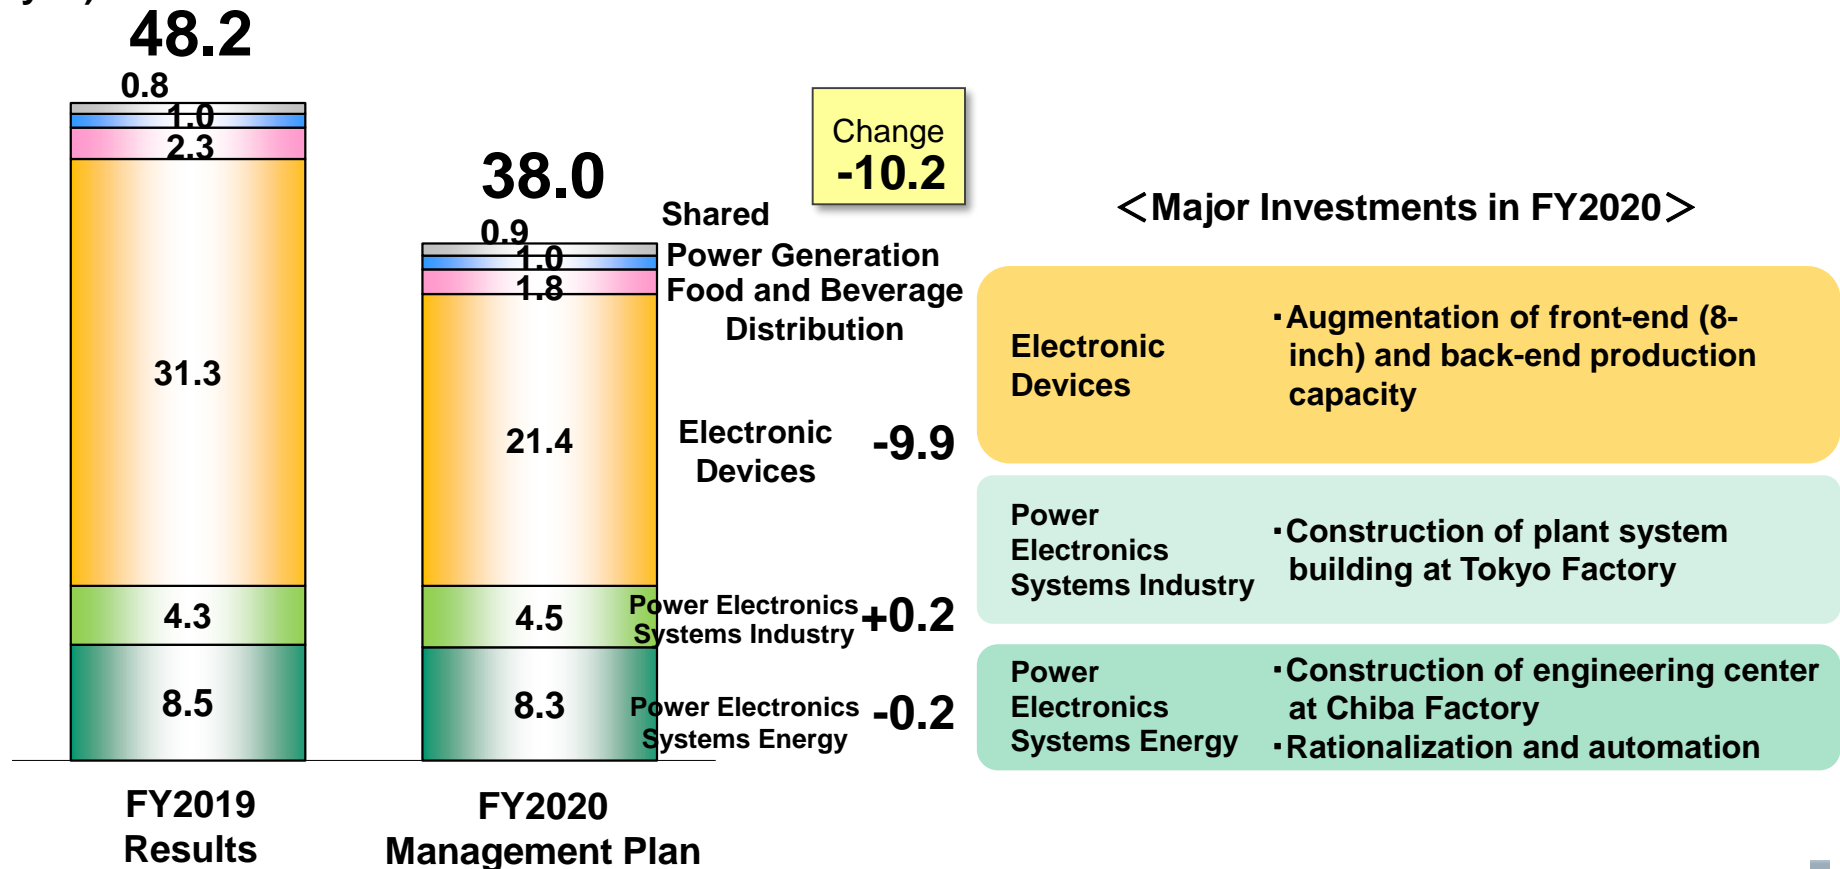 48.2
0.8
1.0
2.3
31.3
4.3
8.5
FY2019
Results
38.0
0.9
1.0
1.8
21.4
4.5
8.3
FY2020
Management Plan
Change
-10.2
Shared
Power Generation
Food and Beverage
Distribution
Electronic
Devices
-9.9
Power Electronics
Systems Industry
+0.2
Power Electronics
Systems Energy
-0.2
＜Major Investments in FY2020＞
Electronic
Devices
･Augmentation of front-end (8-
inch) and back-end production
capacity
Power
Electronics
Systems Industry
･Construction of plant system
building at Tokyo Factory
Power
Electronics
Systems Energy
･Construction of engineering center
at Chiba Factory
･Rationalization and automation